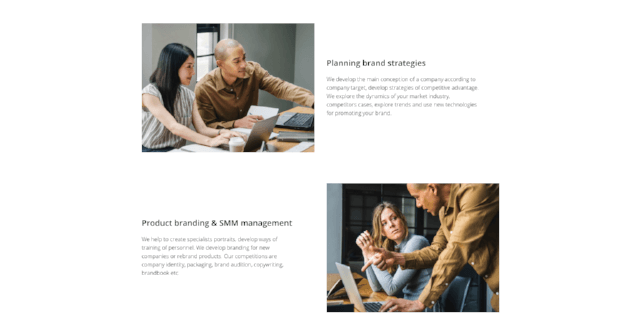 Planning brand strategies
We develop the main conception of a company according to
company target, develop strategies of competitive advantage.
We explore the dynamics of your market industry,
competitors cases, explore trends and use new technologies
for promoting your brand.
Product branding & SMM management
We help to create specialists portraits, develop ways of
training of personnel. We develop branding for new
companies or rebrand products. Our competitions are
company identity, packaging, brand audition, copywriting,
brandbook etc